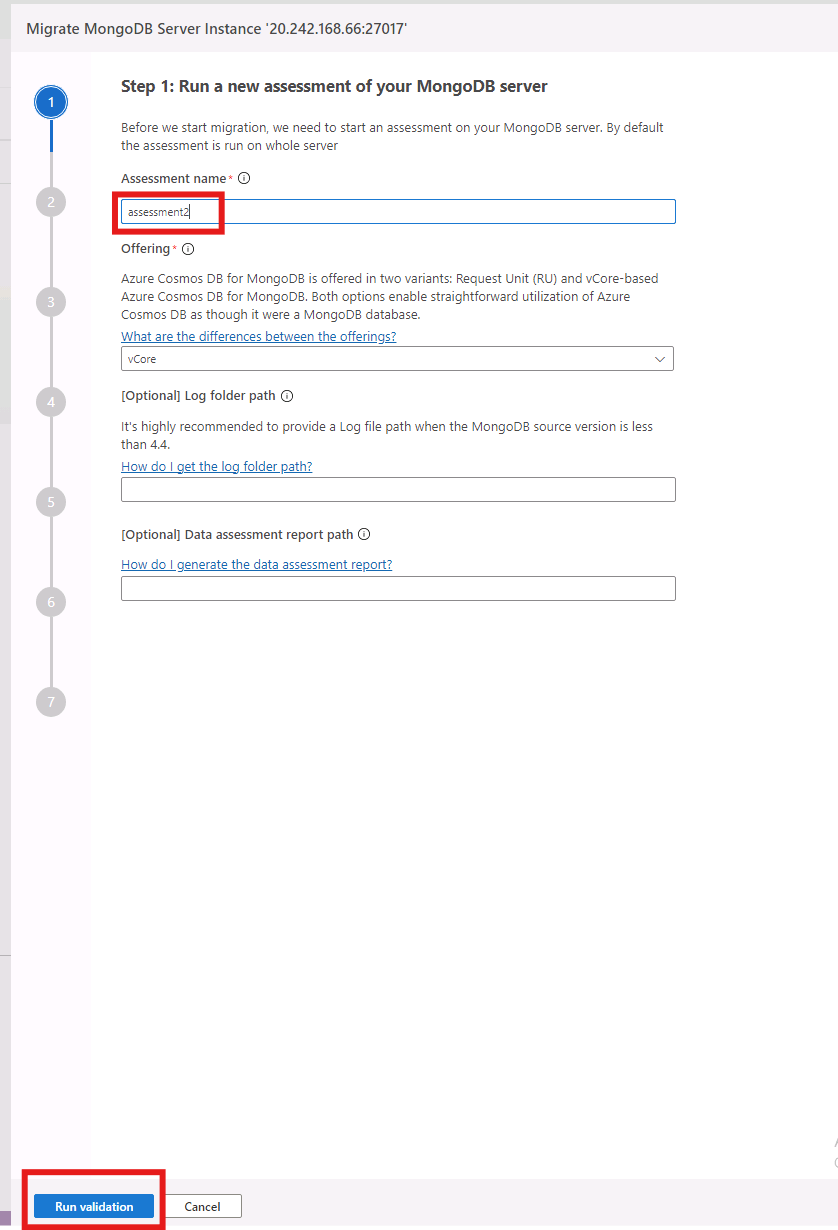 Migrate MongoDB Server Instance '20.242.168.66:27017'
1
Step 1: Run a new assessment of your MongoDB server
Before we start migration, we need to start an assessment on your MongoDB server. By default
the assessment is run on whole server
Assessment name*
2
assessment2
Offering*
Azure Cosmos DB for MongoDB is offered in two variants: Request Unit (RU) and vCore-based
Azure Cosmos DB for MongoDB. Both options enable straightforward utilization of Azure
3
Cosmos DB as though it were a MongoDB database.
What are the differences between the offerings?
vCore
[Optional] Log folder path
4
It's highly recommended to provide a Log file path when the MongoDB source version is less
than 4.4.
How do I get the log folder path?
5
[Optional] Data assessment report path
How do I generate the data assessment report?
6
7
Run validation
Cancel